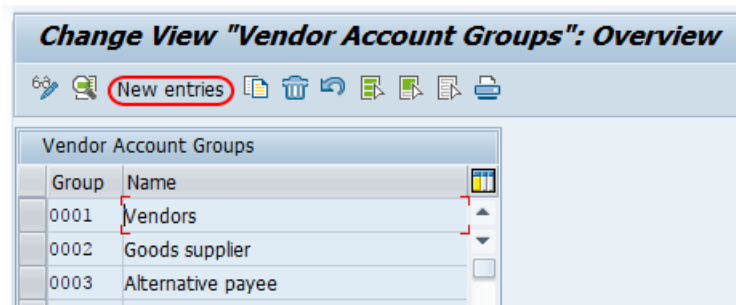 Change View "Vendor Account Groups": Overview
New entries
Vendor Account Groups
Group Name
0001 Vendors
0002 Goods supplier
0003 Alternative payee